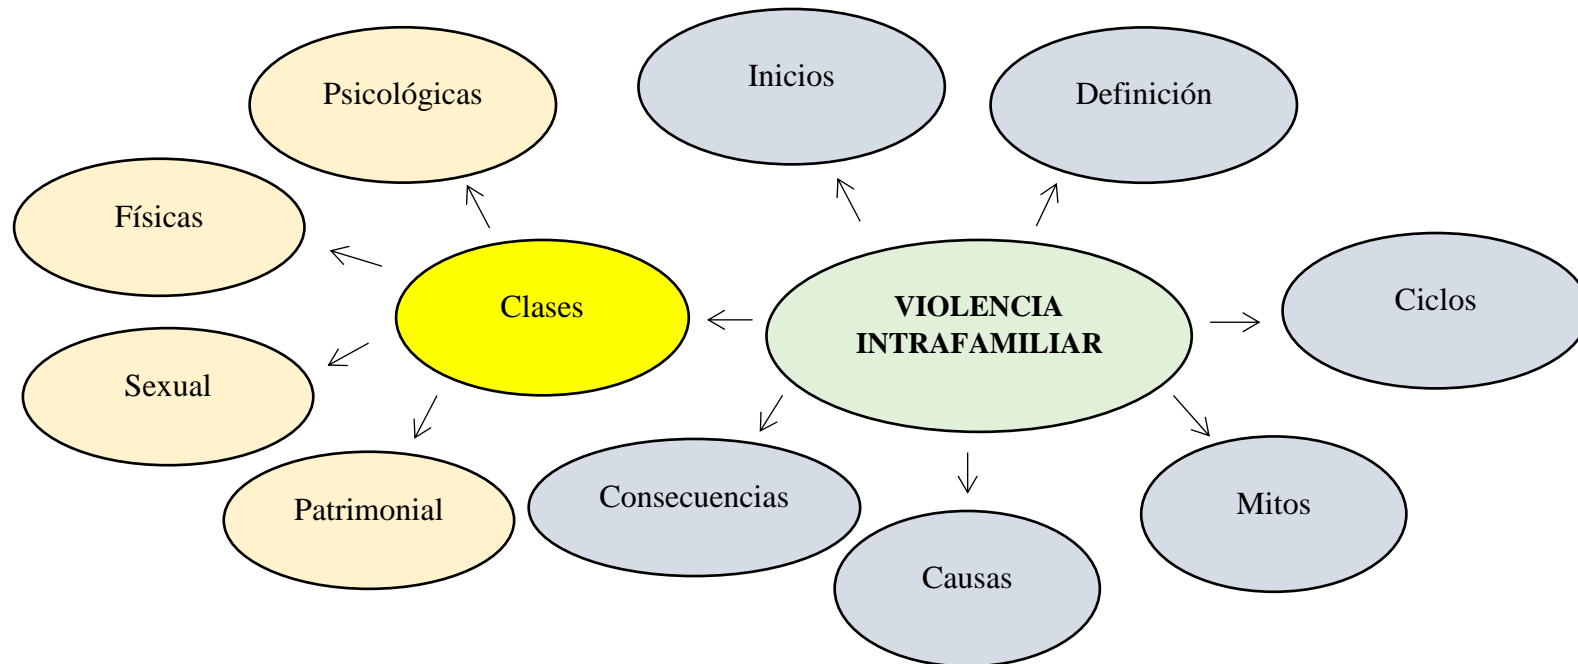 Psicológicas
Inicios
Definición
Físicas
Clases
VIOLENCIA
INTRAFAMILIAR
Ciclos
Sexual
Patrimonial
Consecuencias
Mitos
Causas